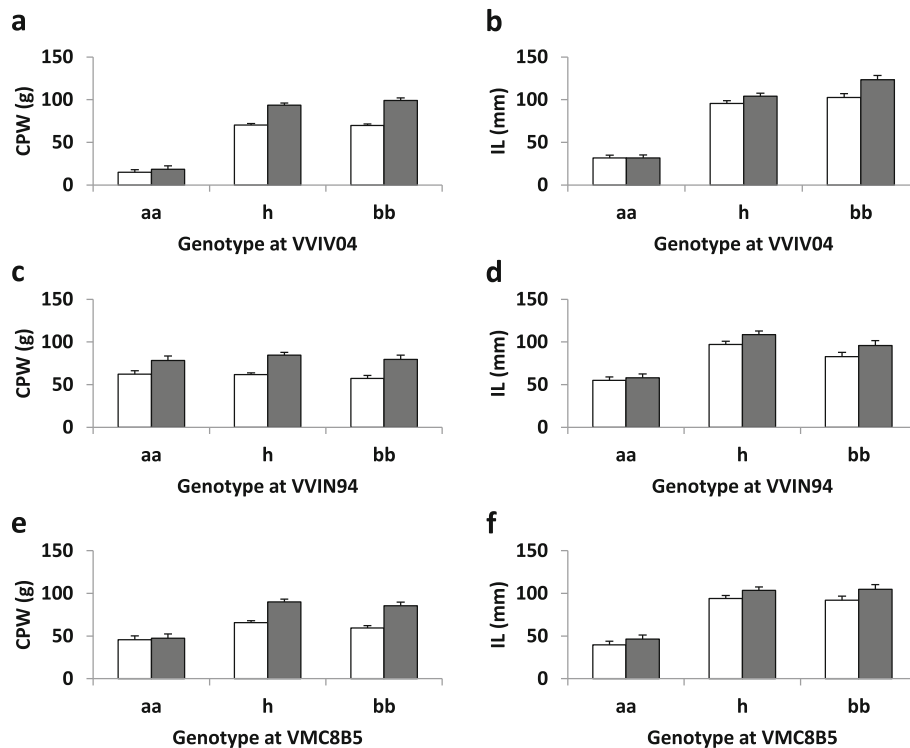 a
150
100
50
0
CPW (g)
aa h bb
Genotype at VVIV04
b
150
100
50
0
IL (mm)
aa h bb
Genotype at VVIV04
c
150
100
50
0
CPW (g)
aa h bb
Genotype at VVIN94
d
150
100
50
0
IL (mm)
aa h bb
Genotype at VVIN94
e
150
100
50
0
CPW (g)
aa h bb
Genotype at VMC8B5
f
150
100
50
0
IL (mm)
aa h bb
Genotype at VMC8B5